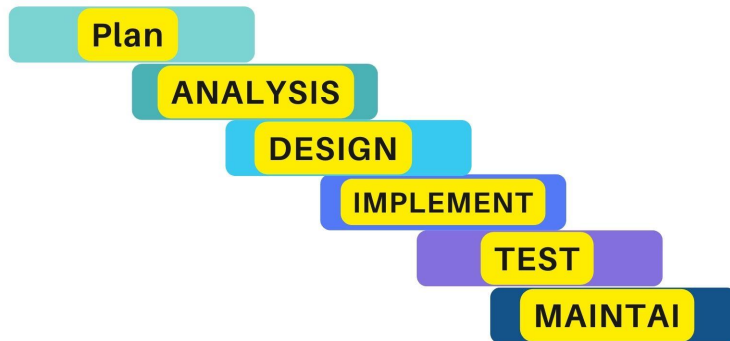 Plan
ANALYSIS
DESIGN
IMPLEMENT
TEST
MAINTAI